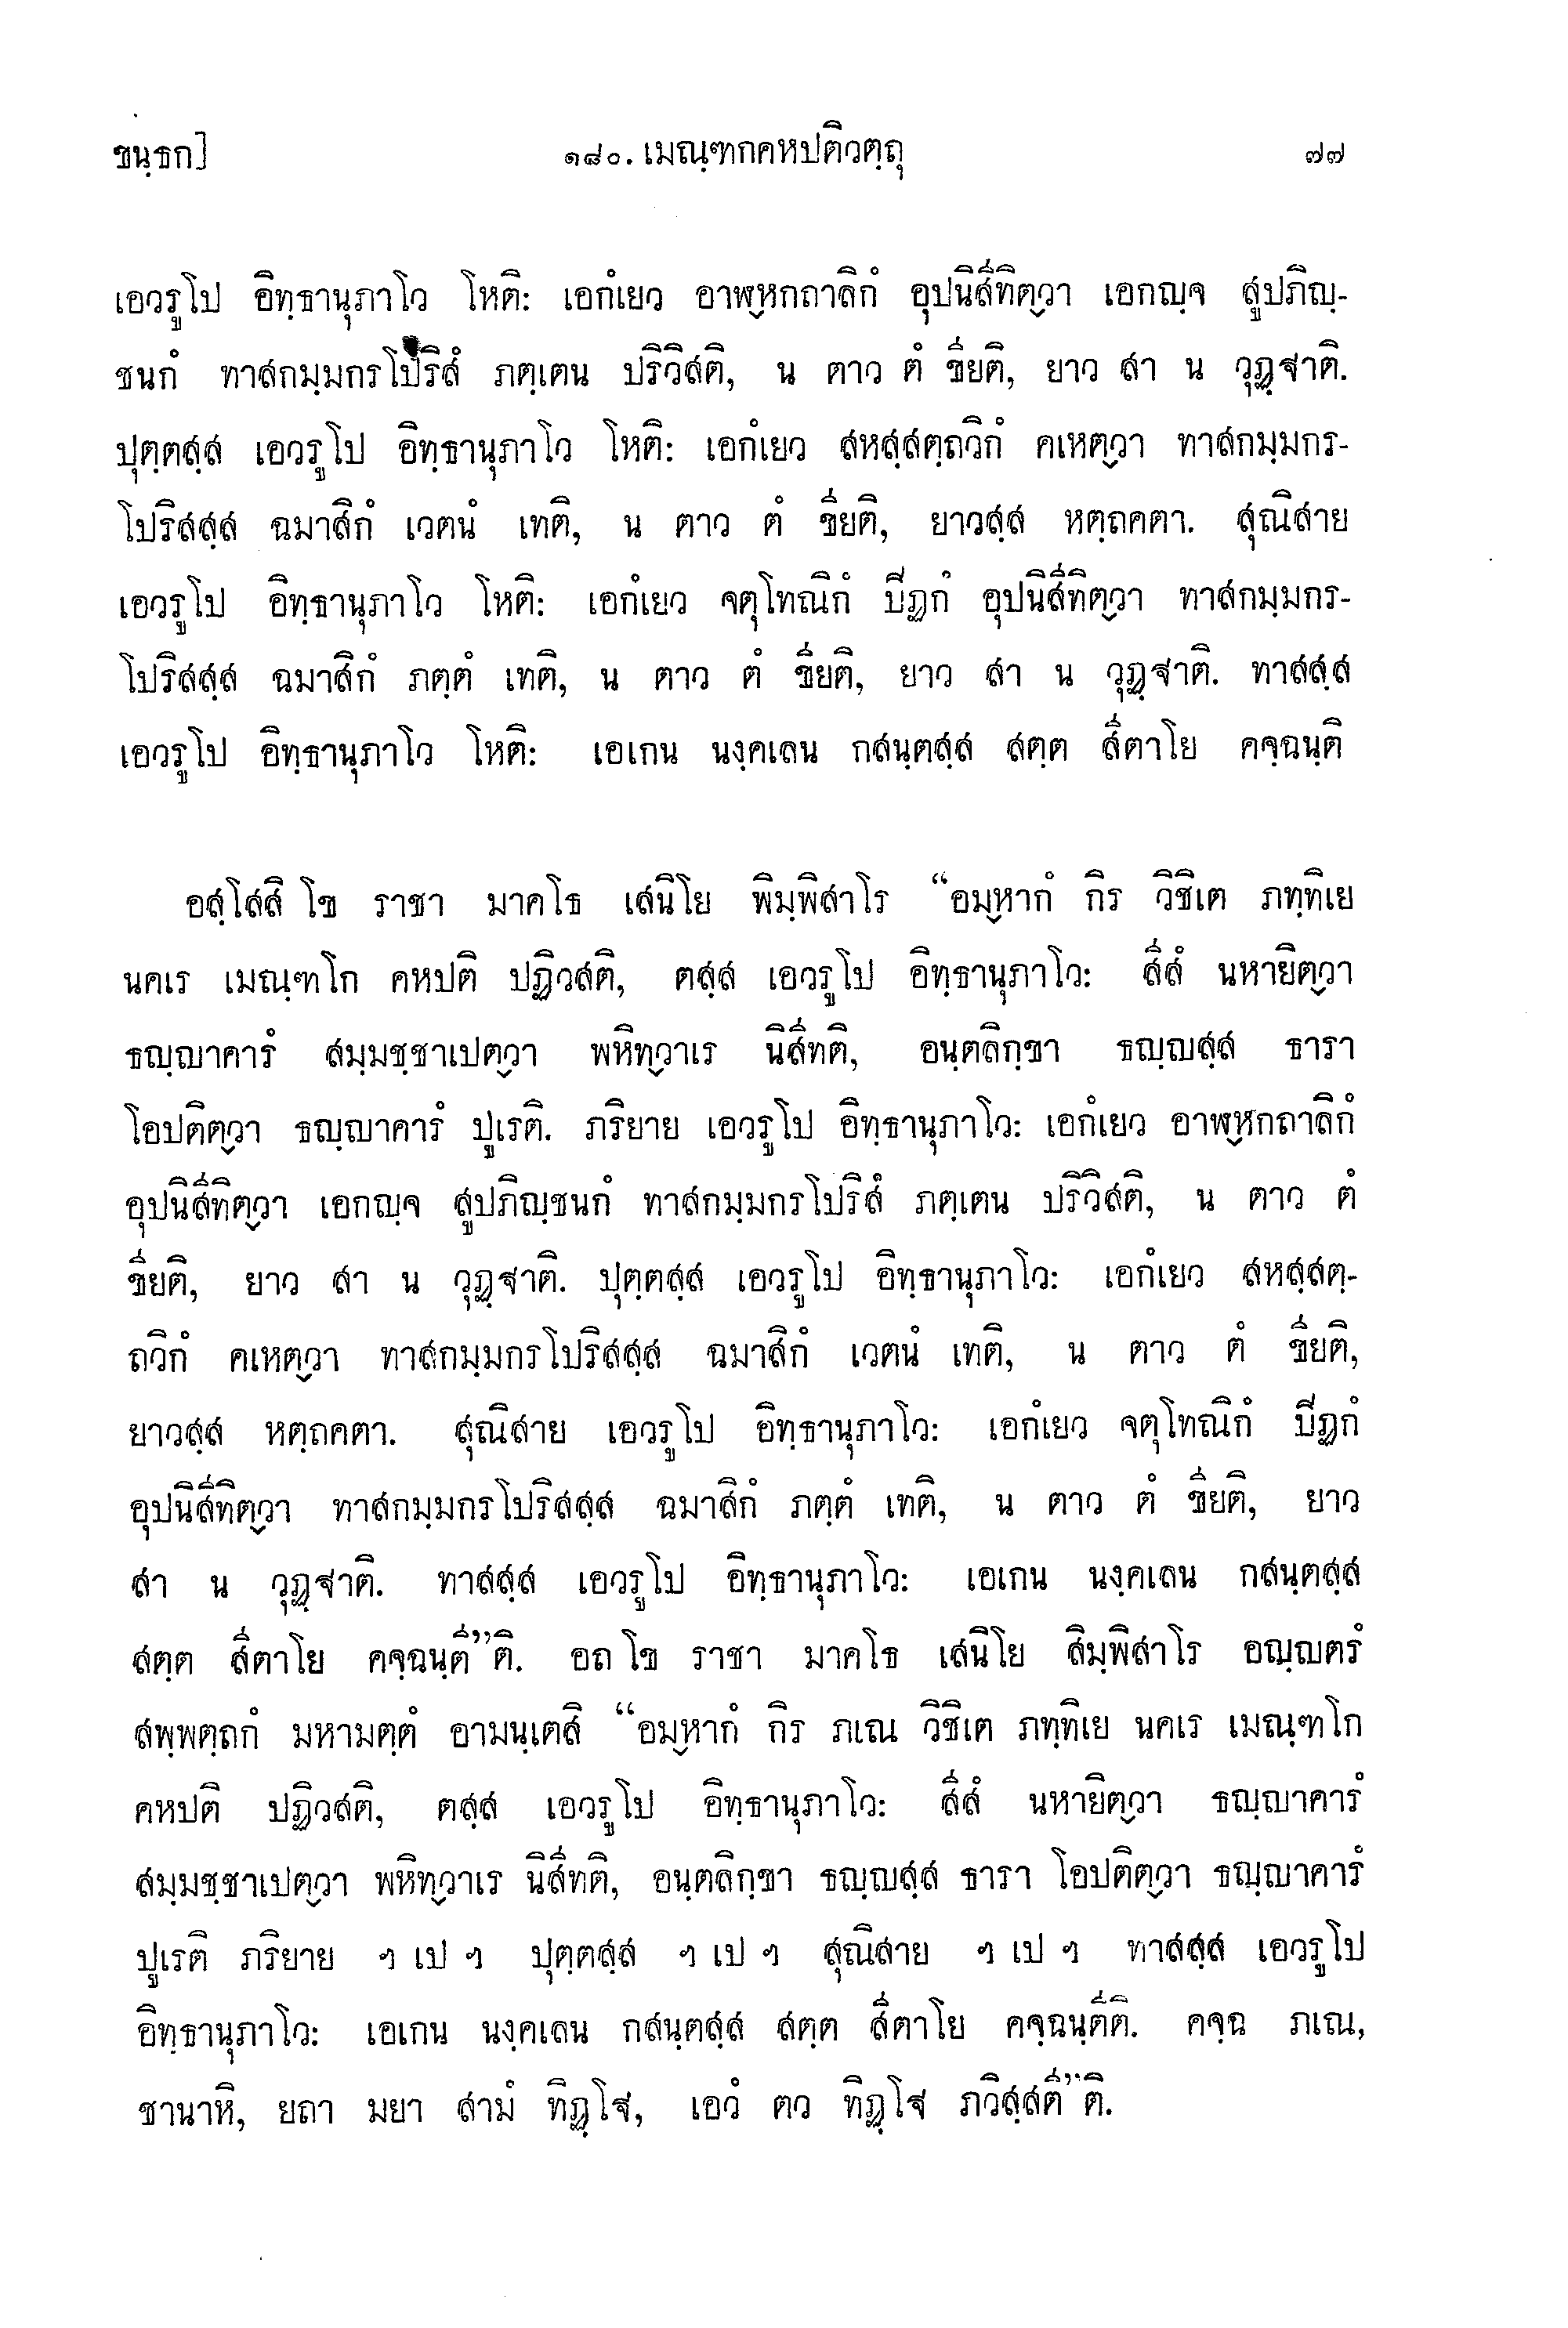 ขนฺธก] ๑๘๐. เมณฺฑกคหปติวตฺถุ ๗๗
เอวรูโป อิทฺธานุภาโว โหติ: เอกํเยว อาฬฺหกถาลิกํ อุปนิสีทิตฺวา เอกญฺจ สูปภิญฺ-
ชนกํ ทาสกมฺมกรโปริสํ ภตฺเตน ปริวิสติ, น ตาว ตํ ขียติ, ยาว สา น วุฏฺฐาติ.
ปุตฺตสฺส เอวรูโป อิทฺธานุภาโว โหติ: เอกํเยว สหสฺสตฺถวิกํ คเหตฺวา ทาสกมฺมกร-
โปริสสฺส ฉมาสิกํ เวตนํ เทติ, น ตาว ตํ ขียติ, ยาวสฺส หตฺถคตา. สุณิสาย
เอวรูโป อิทฺธานุภาโว โหติ: เอกํเยว จตุโทณิกํ ปีฏกํ อุปนิสีทิตฺวา ทาสกมฺมกร-
โปริสสฺส ฉมาสิกํ ภตฺตํ เทติ, น ตาว ตํ ขียติ, ยาว สา น วุฏฺฐาติ. ทาสสฺส
เอวรูโป อิทฺธานุภาโว โหติ: เอเกน นงฺคเลน กสนฺตสฺส สตฺต สีตาโย คจฺฉนฺติ
อสฺโสสิ โข ราชา มาคโธ เสนิโย พิมฺพิสาโร “อมฺหากํ กิร วิชิเต ภทฺทิเย
นคเร เมณฺฑโก คหปติ ปฏิวสติ, ตสฺส เอวรูโป อิทฺธานุภาโว: สีสํ นหายิตฺวา
ธญฺญาคารํ สมฺมชฺชาเปตฺวา พหิทฺวาเร นิสีทติ, อนฺตลิกฺขา ธญฺญสฺส ธารา
โอปติตฺวา ธญฺญาคารํ ปูเรติ. ภริยาย เอวรูโป อิทฺธานุภาโว: เอกํเยว อาฬฺหกถาลิกํ
อุปนิสีทิตฺวา เอกญฺจ สูปภิญฺชนกํ ทาสกมฺมกรโปริสํ ภตฺเตน ปริวิสติ, น ตาว ตํ
ขียติ, ยาว สา น วุฏฺฐาติ. ปุตฺตสฺส เอวรูโป อิทฺธานุภาโว: เอกํเยว สหสฺสตฺ-
ถวิกํ คเหตฺวา ทาสกมฺมกรโปริสสฺส ฉมาสิกํ เวตนํ เทติ, น ตาว ตํ ขียติ,
ยาวสฺส หตฺถคตา. สุณิสาย เอวรูโป อิทฺธานุภาโว: เอกํเยว จตุโทณิกํ ปีฏกํ
อุปนิสีทิตฺวา ทาสกมฺมกรโปริสสฺส ฉมาสิกํ ภตฺตํ เทติ, น ตาว ตํ ขียติ, ยาว
สา น วุฏฺฐาติ. ทาสสฺส เอวรูโป อิทฺธานุภาโว: เอเกน นงฺคเลน กสนฺตสฺส
สตฺต สีตาโย คจฺฉนฺตี”ติ. อถ โข ราชา มาคโธ เสนิโย สิมฺพิสาโร อญฺญตรํ
สพฺพตฺถกํ มหามตฺตํ อามนฺเตสิ “อมฺหากํ กิร ภเณ วิชิเต ภทฺทิเย นคเร เมณฺฑโก
คหปติ ปฏิวสติ, ตสฺส เอวรูโป อิทฺธานุภาโว: สีสํ นหายิตฺวา ธญฺญาคารํ
สมฺมชฺชาเปตฺวา พหิทฺวาเร นิสีทติ, อนฺตลิกฺขา ธญฺญสฺส ธารา โอปติตฺวา ธญฺญาคารํ
ปูเรติ ภริยาย ฯ เป ฯ ปุตฺตสฺส ฯ เป ฯ สุณิสาย ฯ เป ฯ ทาสสฺส เอวรูโป
อิทฺธานุภาโว: เอเกน นงฺคเลน กสนฺตสฺส สตฺต สีตาโย คจฺฉนฺตีติ. คจฺฉ ภเณ,
ชานาหิ, ยถา มยา สามํ ทิฏฺโฐ, เอวํ ตว ทิฏฺโฐ ภวิสฺสตี”ติ.